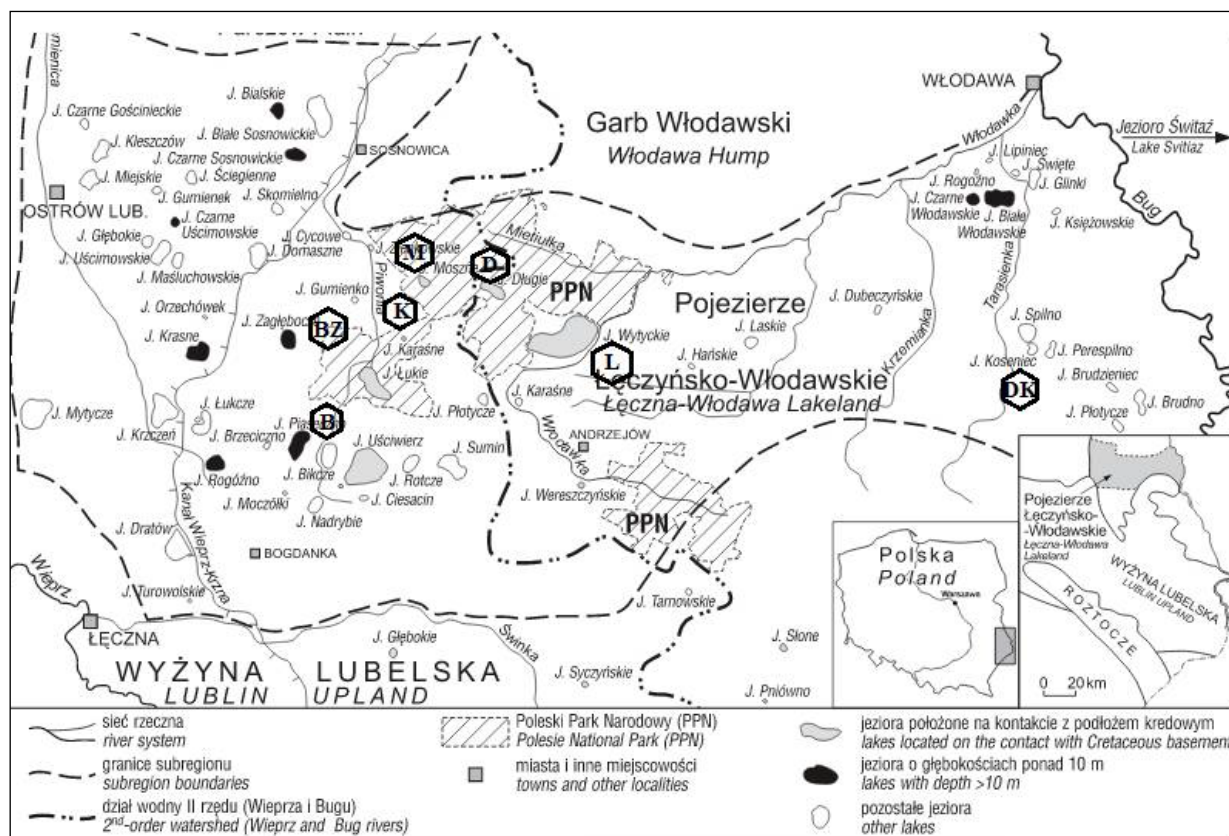 WŁODAWA
Garb Włodawski
Włodawa Hump
Jezioro Świtaź
Lake Svitiaz
Włodawka
Bug
J. Bialskie
J. Czarne Gościnieckie
J. Kleszczów
J. Białe Sosnowickie
J. Czarne Sosnowickie
SOSNOWICA
J. Miejskie
J. Ściegienne
J. Gumienek
J. Skomielno
OSTRÓW LUB.
J. Czarne
Uścimowskie
J. Głębokie
J. Uścimowskie
J. Cycowe
J. Domaszne
J. Maśluchowskie
J. Lipiniec
J. Święte
J. Rogoźno
J. Glinki
J. Czarne
Włodawskie
J. Białe
Włodawskie
J. Księżowskie
Mietiułka
M
D
J. Długie
PPN
Piwonia
J. Gumienko
J. Orzechówek
J. Krasne
BZ
K
Pojezierze
J. Dubeczyńskie
Tarasienka
Krzemianka
J. Spilno
J. Wytyckie
J. Laskie
J. Hańskie
L
J. Karaśne
J. Łukie
J. Koseniec
J. Perespilno
DK
J. Brudzieniec
J. Płotycze
J. Brudno
Łęczyńsko-Włodawskie
Łęczna-Włodawa Lakeland
J. Karaśne
J. Płotycze
J. Mytycze
J. Łukcze
J. Krzczeń
J. Brzeziczno
B
J. Uściwierz
J. Sumin
ANDRZEJÓW
Włodawka
J. Rogóźno
J. Bikcze
J. Rotcze
J. Moczółki
J. Ciesacin
J. Wereszczyńskie
J. Nadrybie
J. Dratów
BOGDANKA
PPN
Kanał Wieprz-Krzna
Wieprz
J. Turowolskie
J. Tarnowskie
ŁĘCZNA
J. Głębokie
Świnka
J. Słone
J. Syczyńskie
J. Pniówno
WYŻYNA LUBELSKA
LUBLIN UPLAND
Polska
Poland
Warszawa
Pojezierze
Łęczyńsko-
-Włodawskie
Łęczna-Włodawa
Lakeland
WYŻYNA LUBELSKA
LUBLIN UPLAND
ROZTOCZE
0 20 km
sieć rzeczna
river system
granice subregionu
subregion boundaries
dział wodny II rzędu (Wieprza i Bugu)
2nd-order watershed (Wieprz and Bug rivers)
Poleski Park Narodowy (PPN)
Polesie National Park (PPN)
miasta i inne miejscowości
towns and other localities
jeziora położone na kontakcie z podłożem kredowym
lakes located on the contact with Cretaceous basement
jeziora o głębokościach ponad 10 m
lakes with depth >10 m
pozostałe jeziora
other lakes